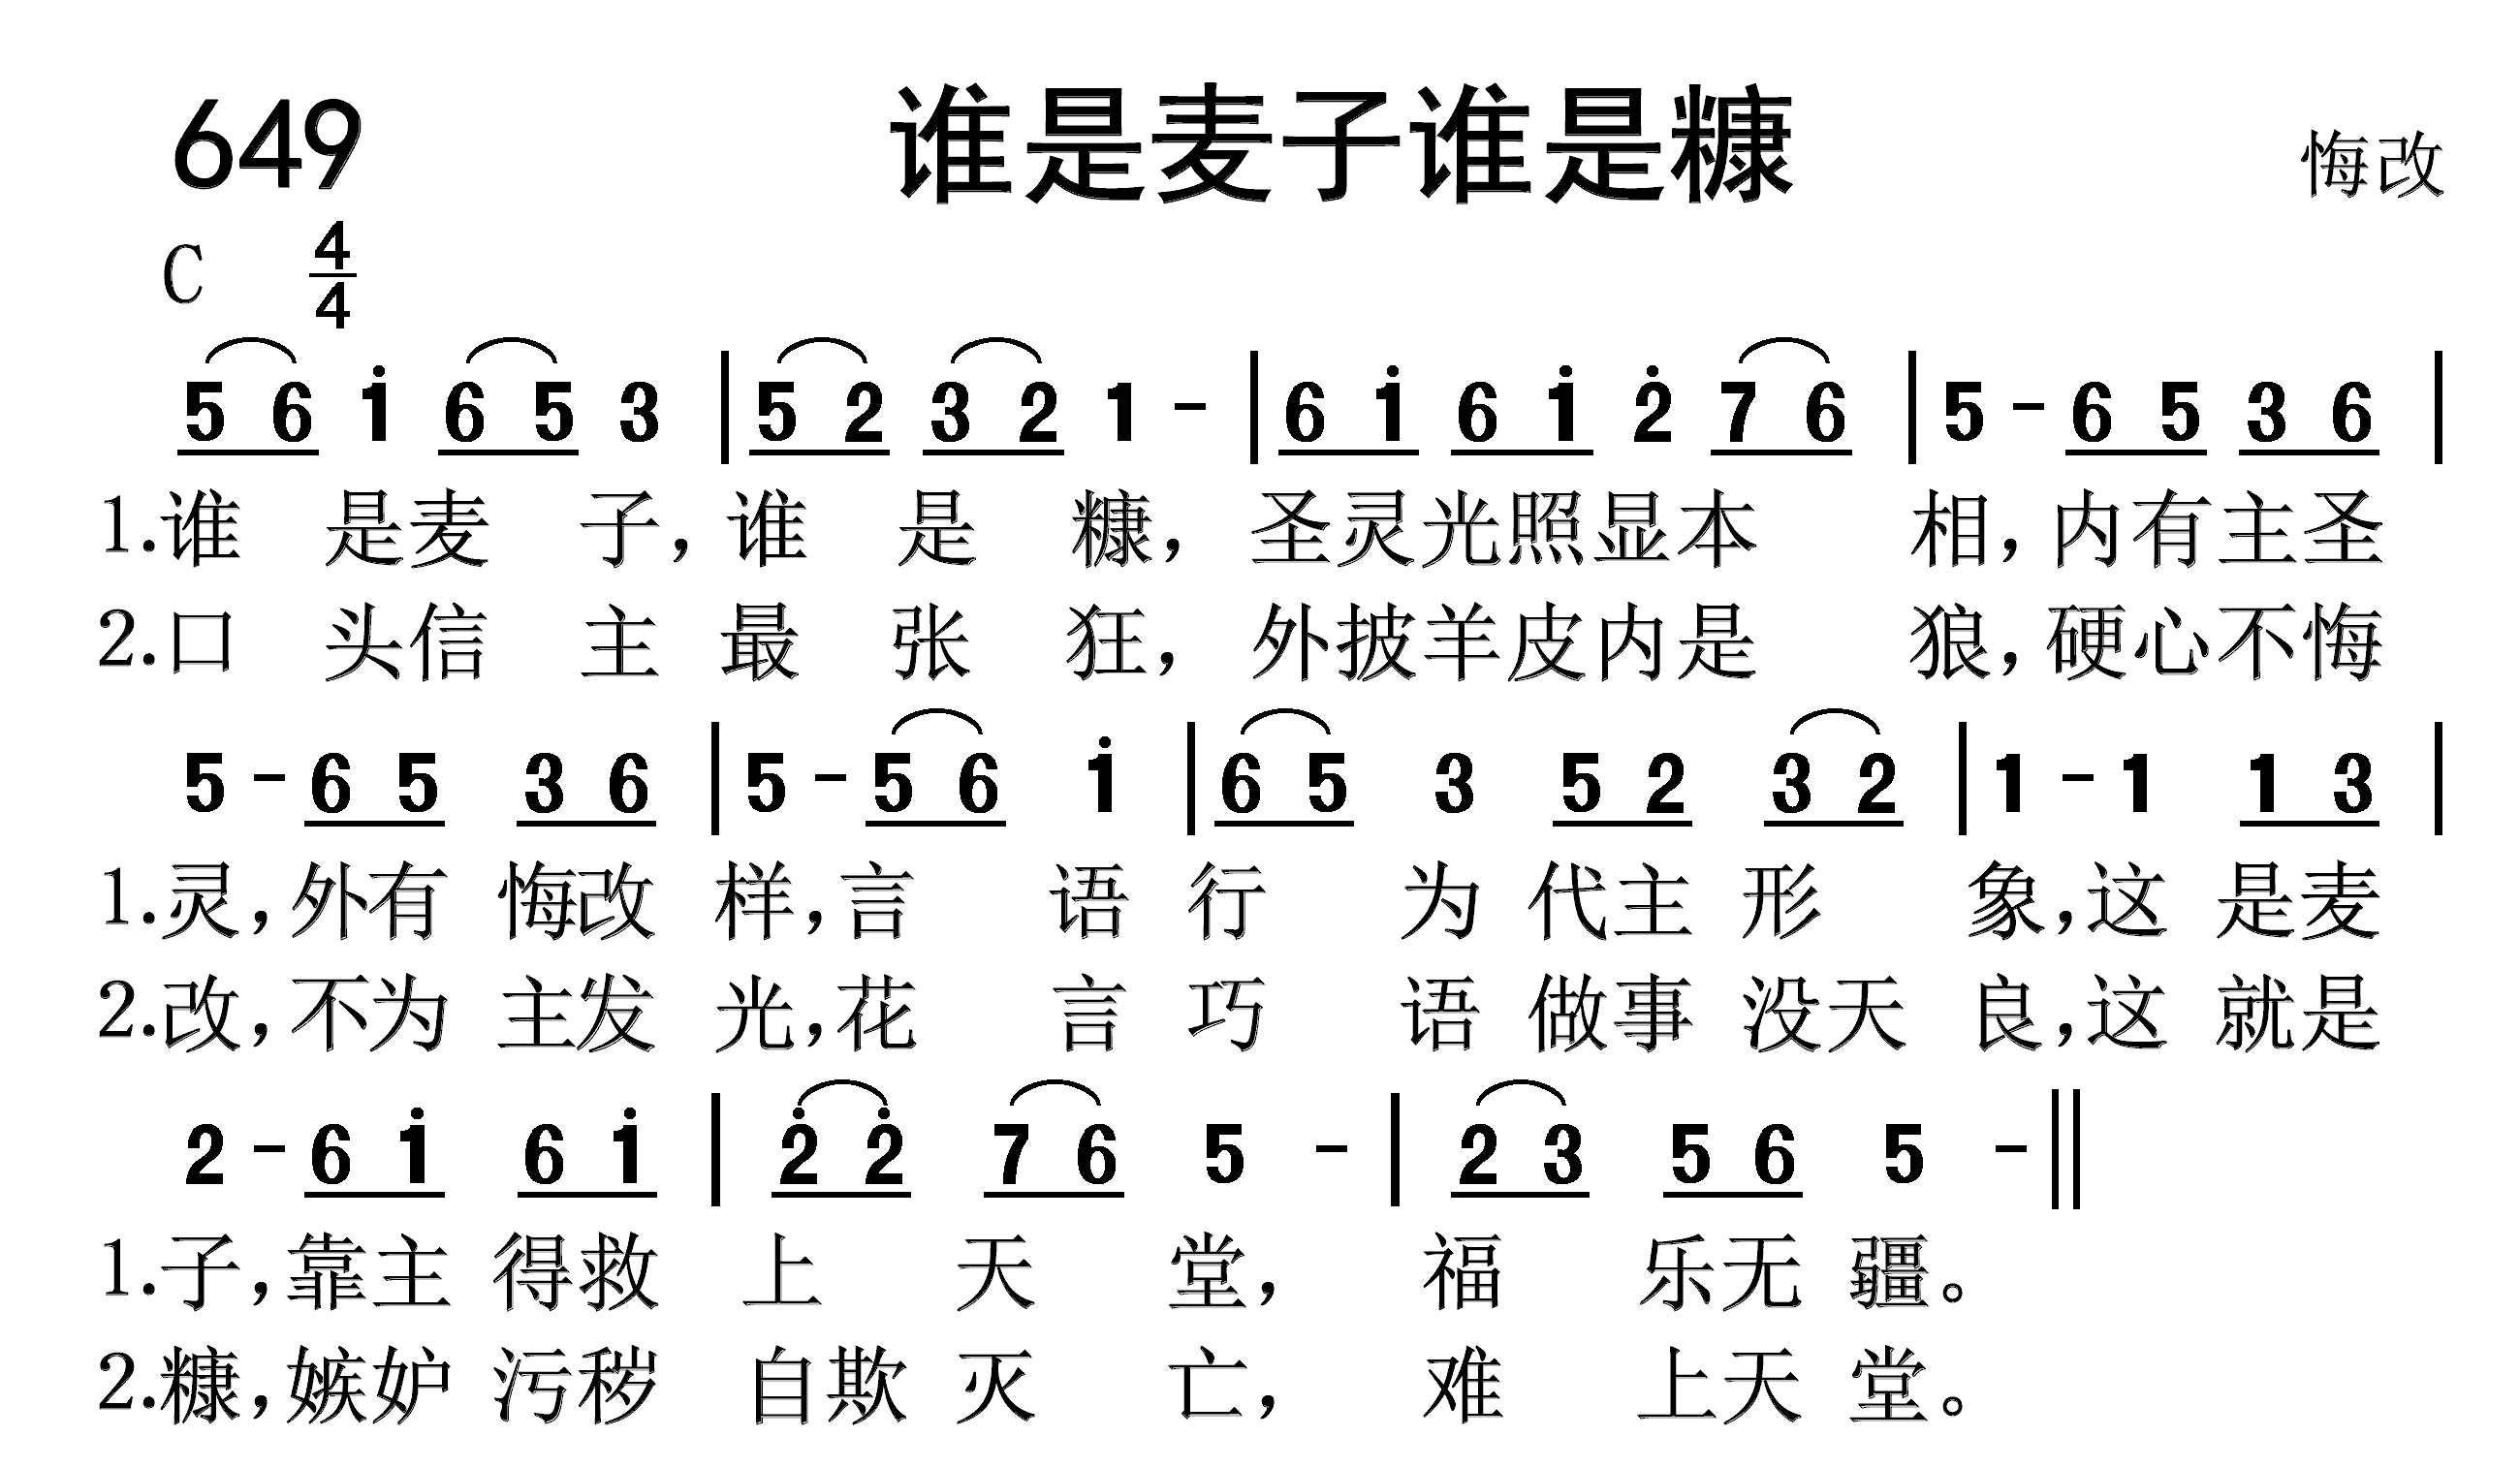 649 谁是麦子谁是糠 悔改
C 4/4
5 6 i̇ 6 5 3 | 5 2 3 2 1 - | 6 i̇ 6 i̇ 2̇ 7 6 | 5 - 6 5 3 6 |
1.谁 是麦 子，谁 是 糠，圣灵光照显本 相，内有主圣
2.口 头信 主 最 张 狂，外披羊皮内是 狼，硬心不悔
5 - 6 5 3 6 | 5 - 5 6 i̇ | 6 5 3 5 2 3 2 | 1 - 1 1 3 |
1.灵，外有 悔改 样，言 语 行 为 代主 形 象，这 是麦
2.改，不为 主发 光，花 言 巧 语 做事 没天 良，这 就是
2 - 6 i̇ 6 i̇ | 2̇ 2̇ 7 6 5 - | 2 3 5 6 5 - ‖
1.子，靠主 得救 上 天 堂，福 乐无 疆。
2.糠，嫉妒 污秽 自欺 灭 亡，难 上天 堂。